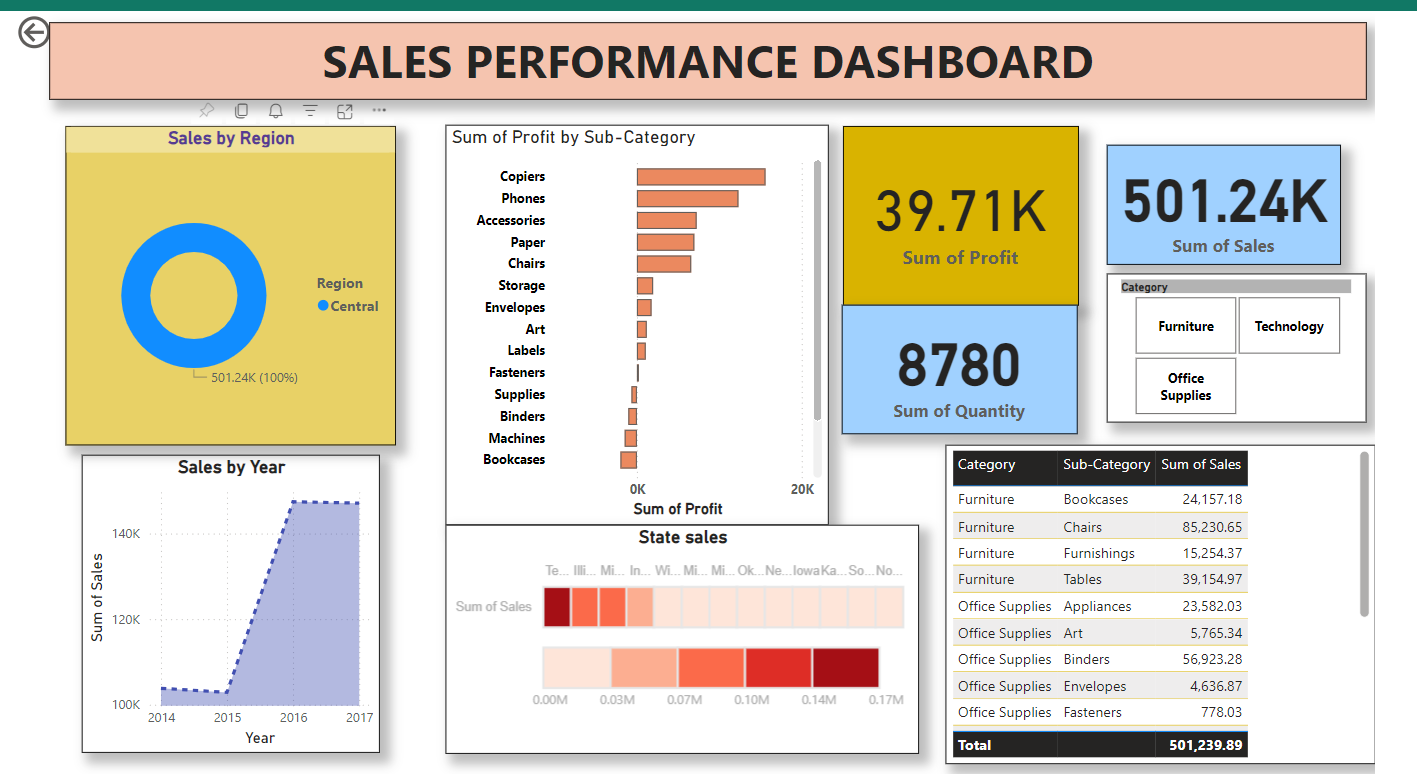 SALES PERFORMANCE DASHBOARD
Sales by Region
Region
Central
501.24K (100%)
Sum of Profit by Sub-Category
Copiers
Phones
Accessories
Paper
Chairs
Storage
Envelopes
Art
Labels
Fasteners
Supplies
Binders
Machines
Bookcases
0K 20K
Sum of Profit
39.71K
Sum of Profit
8780
Sum of Quantity
501.24K
Sum of Sales
Category
Furniture Technology
Office
Supplies
Sales by Year
Sum of Sales
140K
120K
100K
2014 2015 2016 2017
Year
State sales
Te... Illi... Mi... In... Wi... Mi... Mi... Ok... Ne... Iowa Ka... So... No...
Sum of Sales
0.00M 0.03M 0.07M 0.10M 0.14M 0.17M
Category Sub-Category Sum of Sales
Furniture Bookcases 24,157.18
Furniture Chairs 85,230.65
Furniture Furnishings 15,254.37
Furniture Tables 39,154.97
Office Supplies Appliances 23,582.03
Office Supplies Art 5,765.34
Office Supplies Binders 56,923.28
Office Supplies Envelopes 4,636.87
Office Supplies Fasteners 778.03
Total 501,239.89